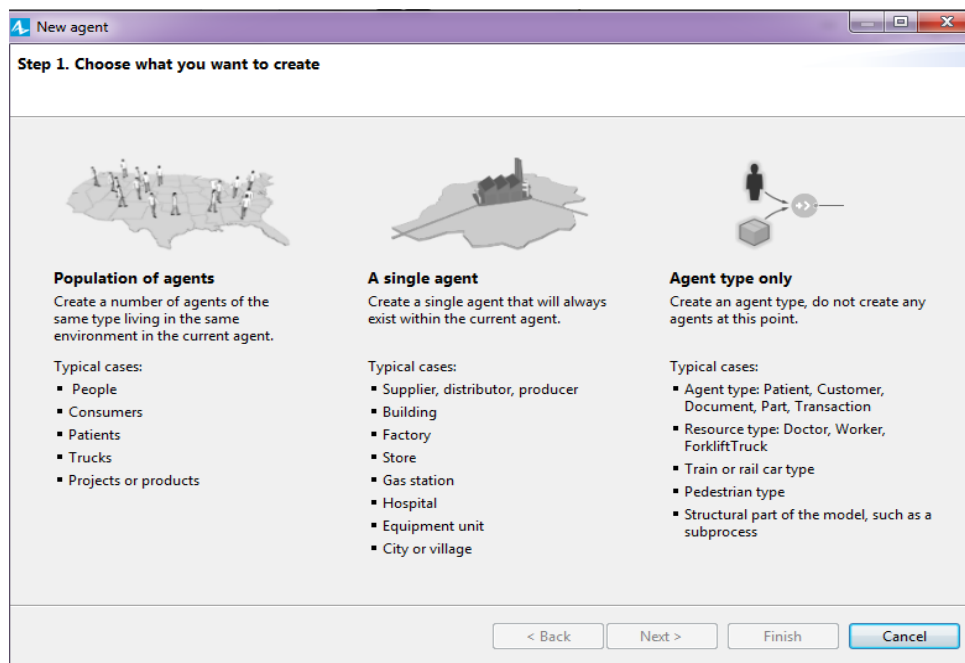 New agent
Step 1. Choose what you want to create
Population of agents
Create a number of agents of the
same type living in the same
environment in the current agent.
Typical cases:
▪ People
▪ Consumers
▪ Patients
▪ Trucks
▪ Projects or products
A single agent
Create a single agent that will always
exist within the current agent.
Typical cases:
▪ Supplier, distributor, producer
▪ Building
▪ Factory
▪ Store
▪ Gas station
▪ Hospital
▪ Equipment unit
▪ City or village
Agent type only
Create an agent type, do not create any
agents at this point.
Typical cases:
▪ Agent type: Patient, Customer,
Document, Part, Transaction
▪ Resource type: Doctor, Worker,
ForkliftTruck
▪ Train or rail car type
▪ Pedestrian type
▪ Structural part of the model, such as a
subprocess
< Back
Next >
Finish
Cancel